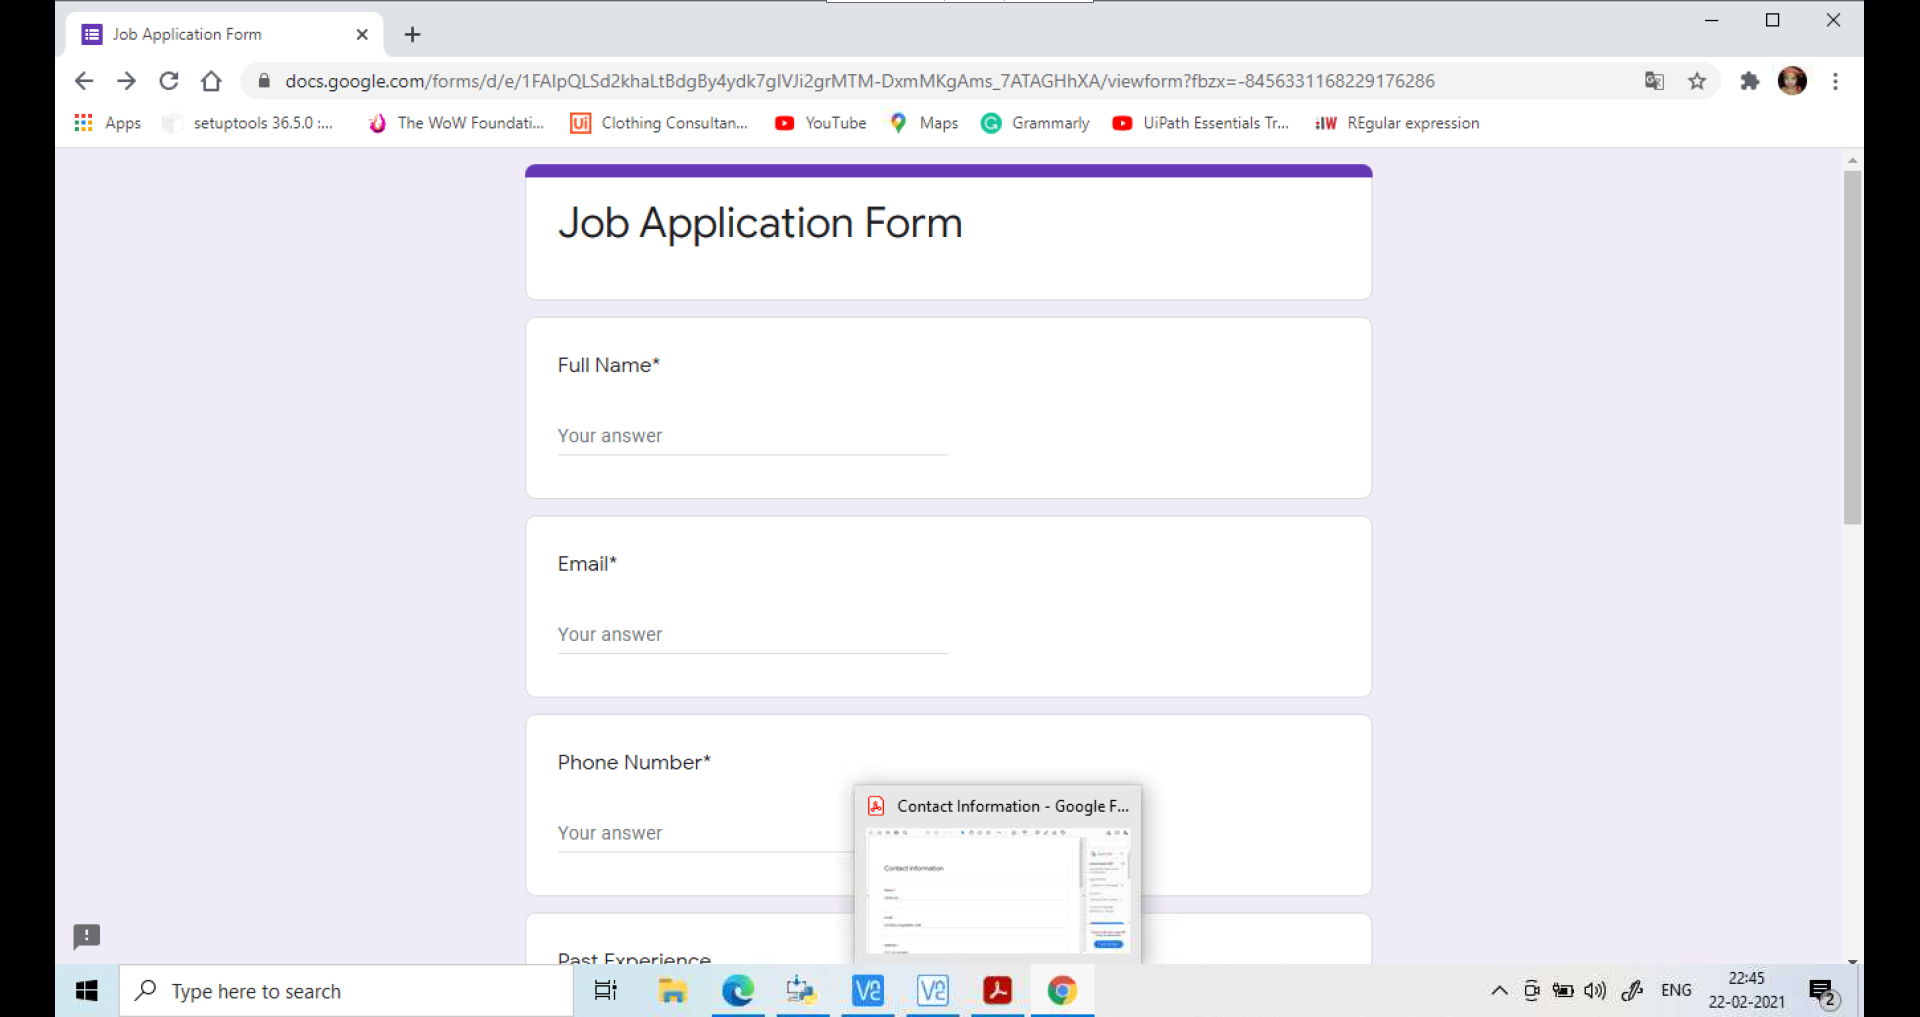 Job Application Form
docs.google.com/forms/d/e/1FAIpQLSd2khaLtBdgBy4ydk7gIVJi2grMTM-DxmMKgAms_7ATAGHhXA/viewform?fbzx=-8456331168229176286
Apps setuptools 36.5.0 :... The WoW Foundati... Clothing Consultan... YouTube Maps Grammarly UiPath Essentials Tr... REgular expression
Job Application Form
Full Name*
Your answer
Email*
Your answer
Phone Number*
Your answer
Contact Information - Google F...
Contact Information
Past Experience
Type here to search
ENG
22:45
22-02-2021
2